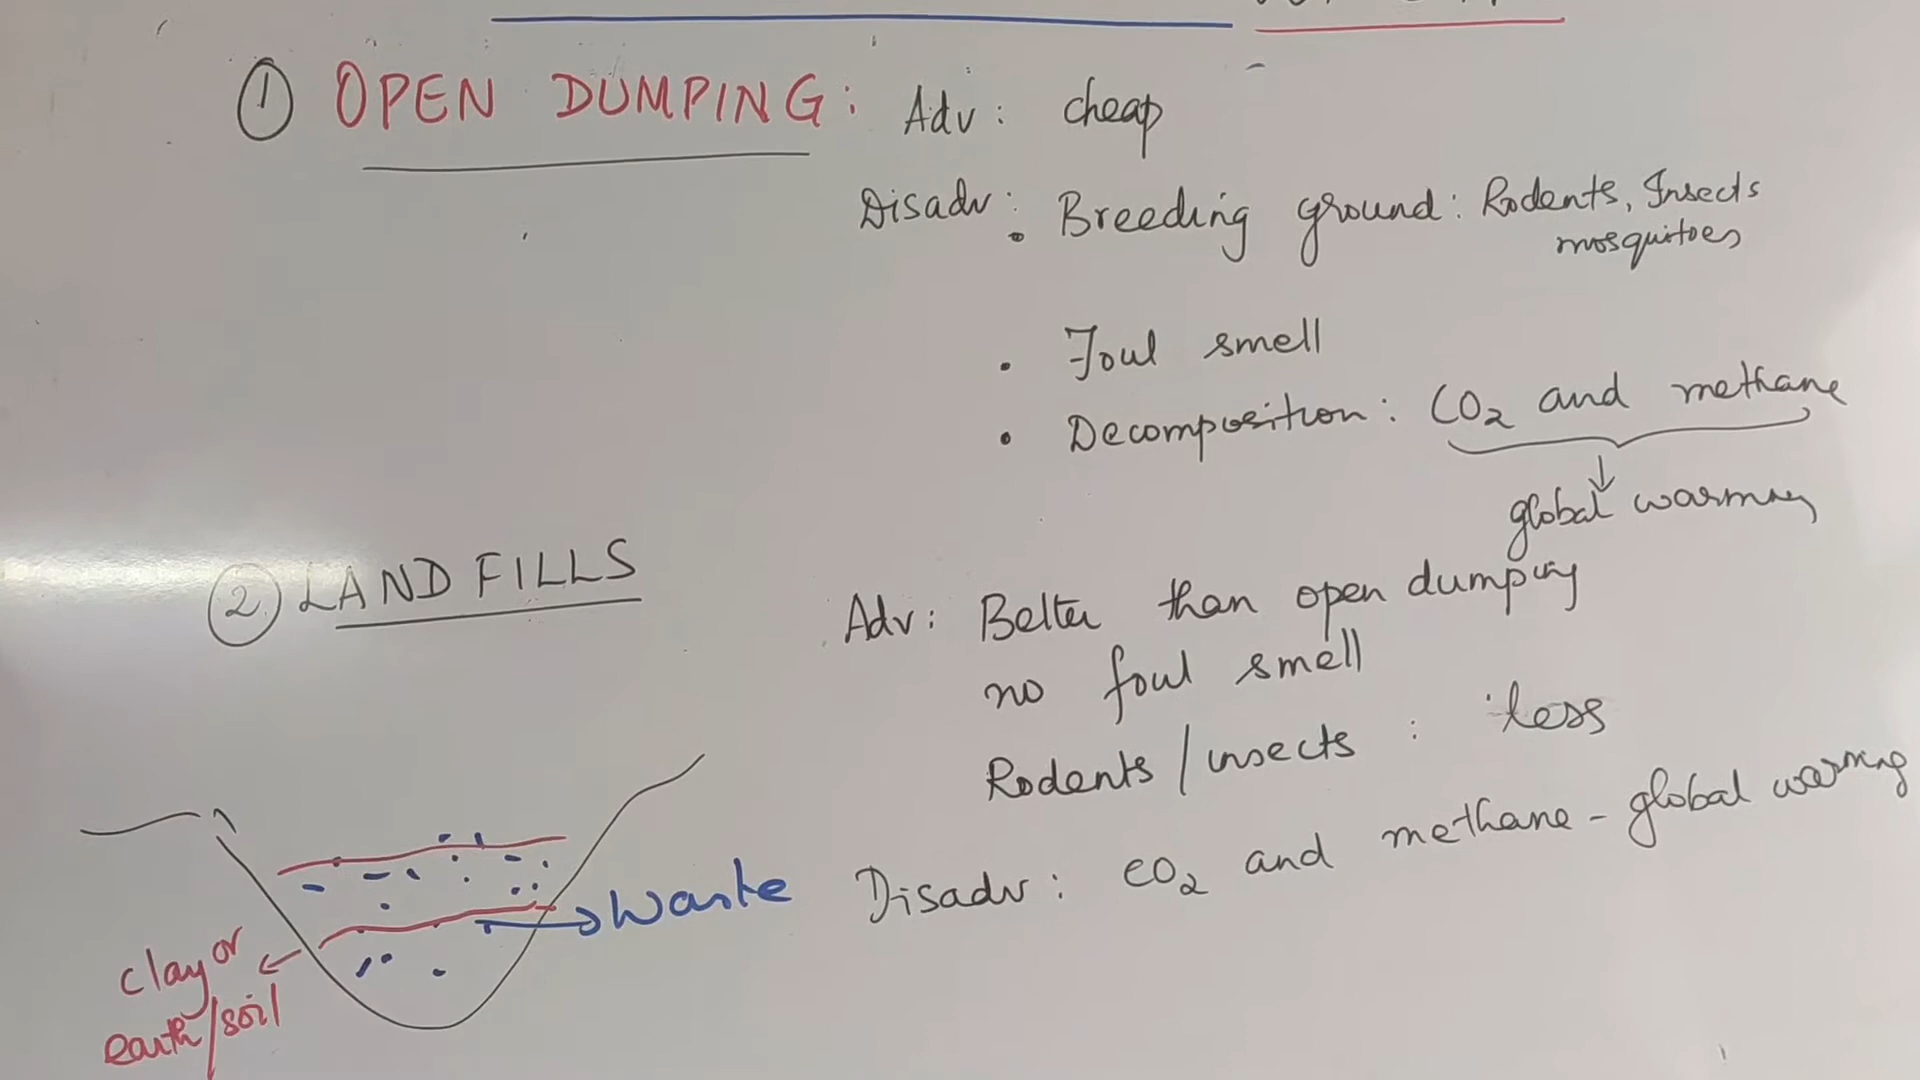 ① OPEN DUMPING: Adv: cheap
Disadv:
• Breeding ground: Rodents, Insects
mosquitoes
• Foul smell
• Decomposition: CO₂ and methane
↓
global warming
② LAND FILLS
Adv: Better than open dumping
no foul smell
Rodents / insects : less
Disadv: CO₂ and methane - global warming
→ Waste
clay or ←
earth/soil